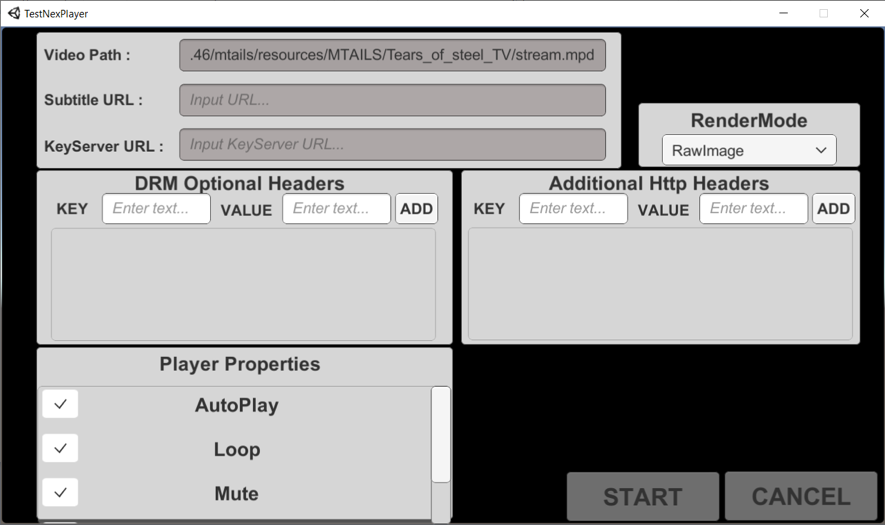 TestNexPlayer
Video Path : .46/mtails/resources/MTAILS/Tears_of_steel_TV/stream.mpd
Subtitle URL : Input URL...
KeyServer URL : Input KeyServer URL...
RenderMode
RawImage
DRM Optional Headers
KEY Enter text... VALUE Enter text... ADD
Additional Http Headers
KEY Enter text... VALUE Enter text... ADD
Player Properties
AutoPlay
Loop
Mute
START CANCEL